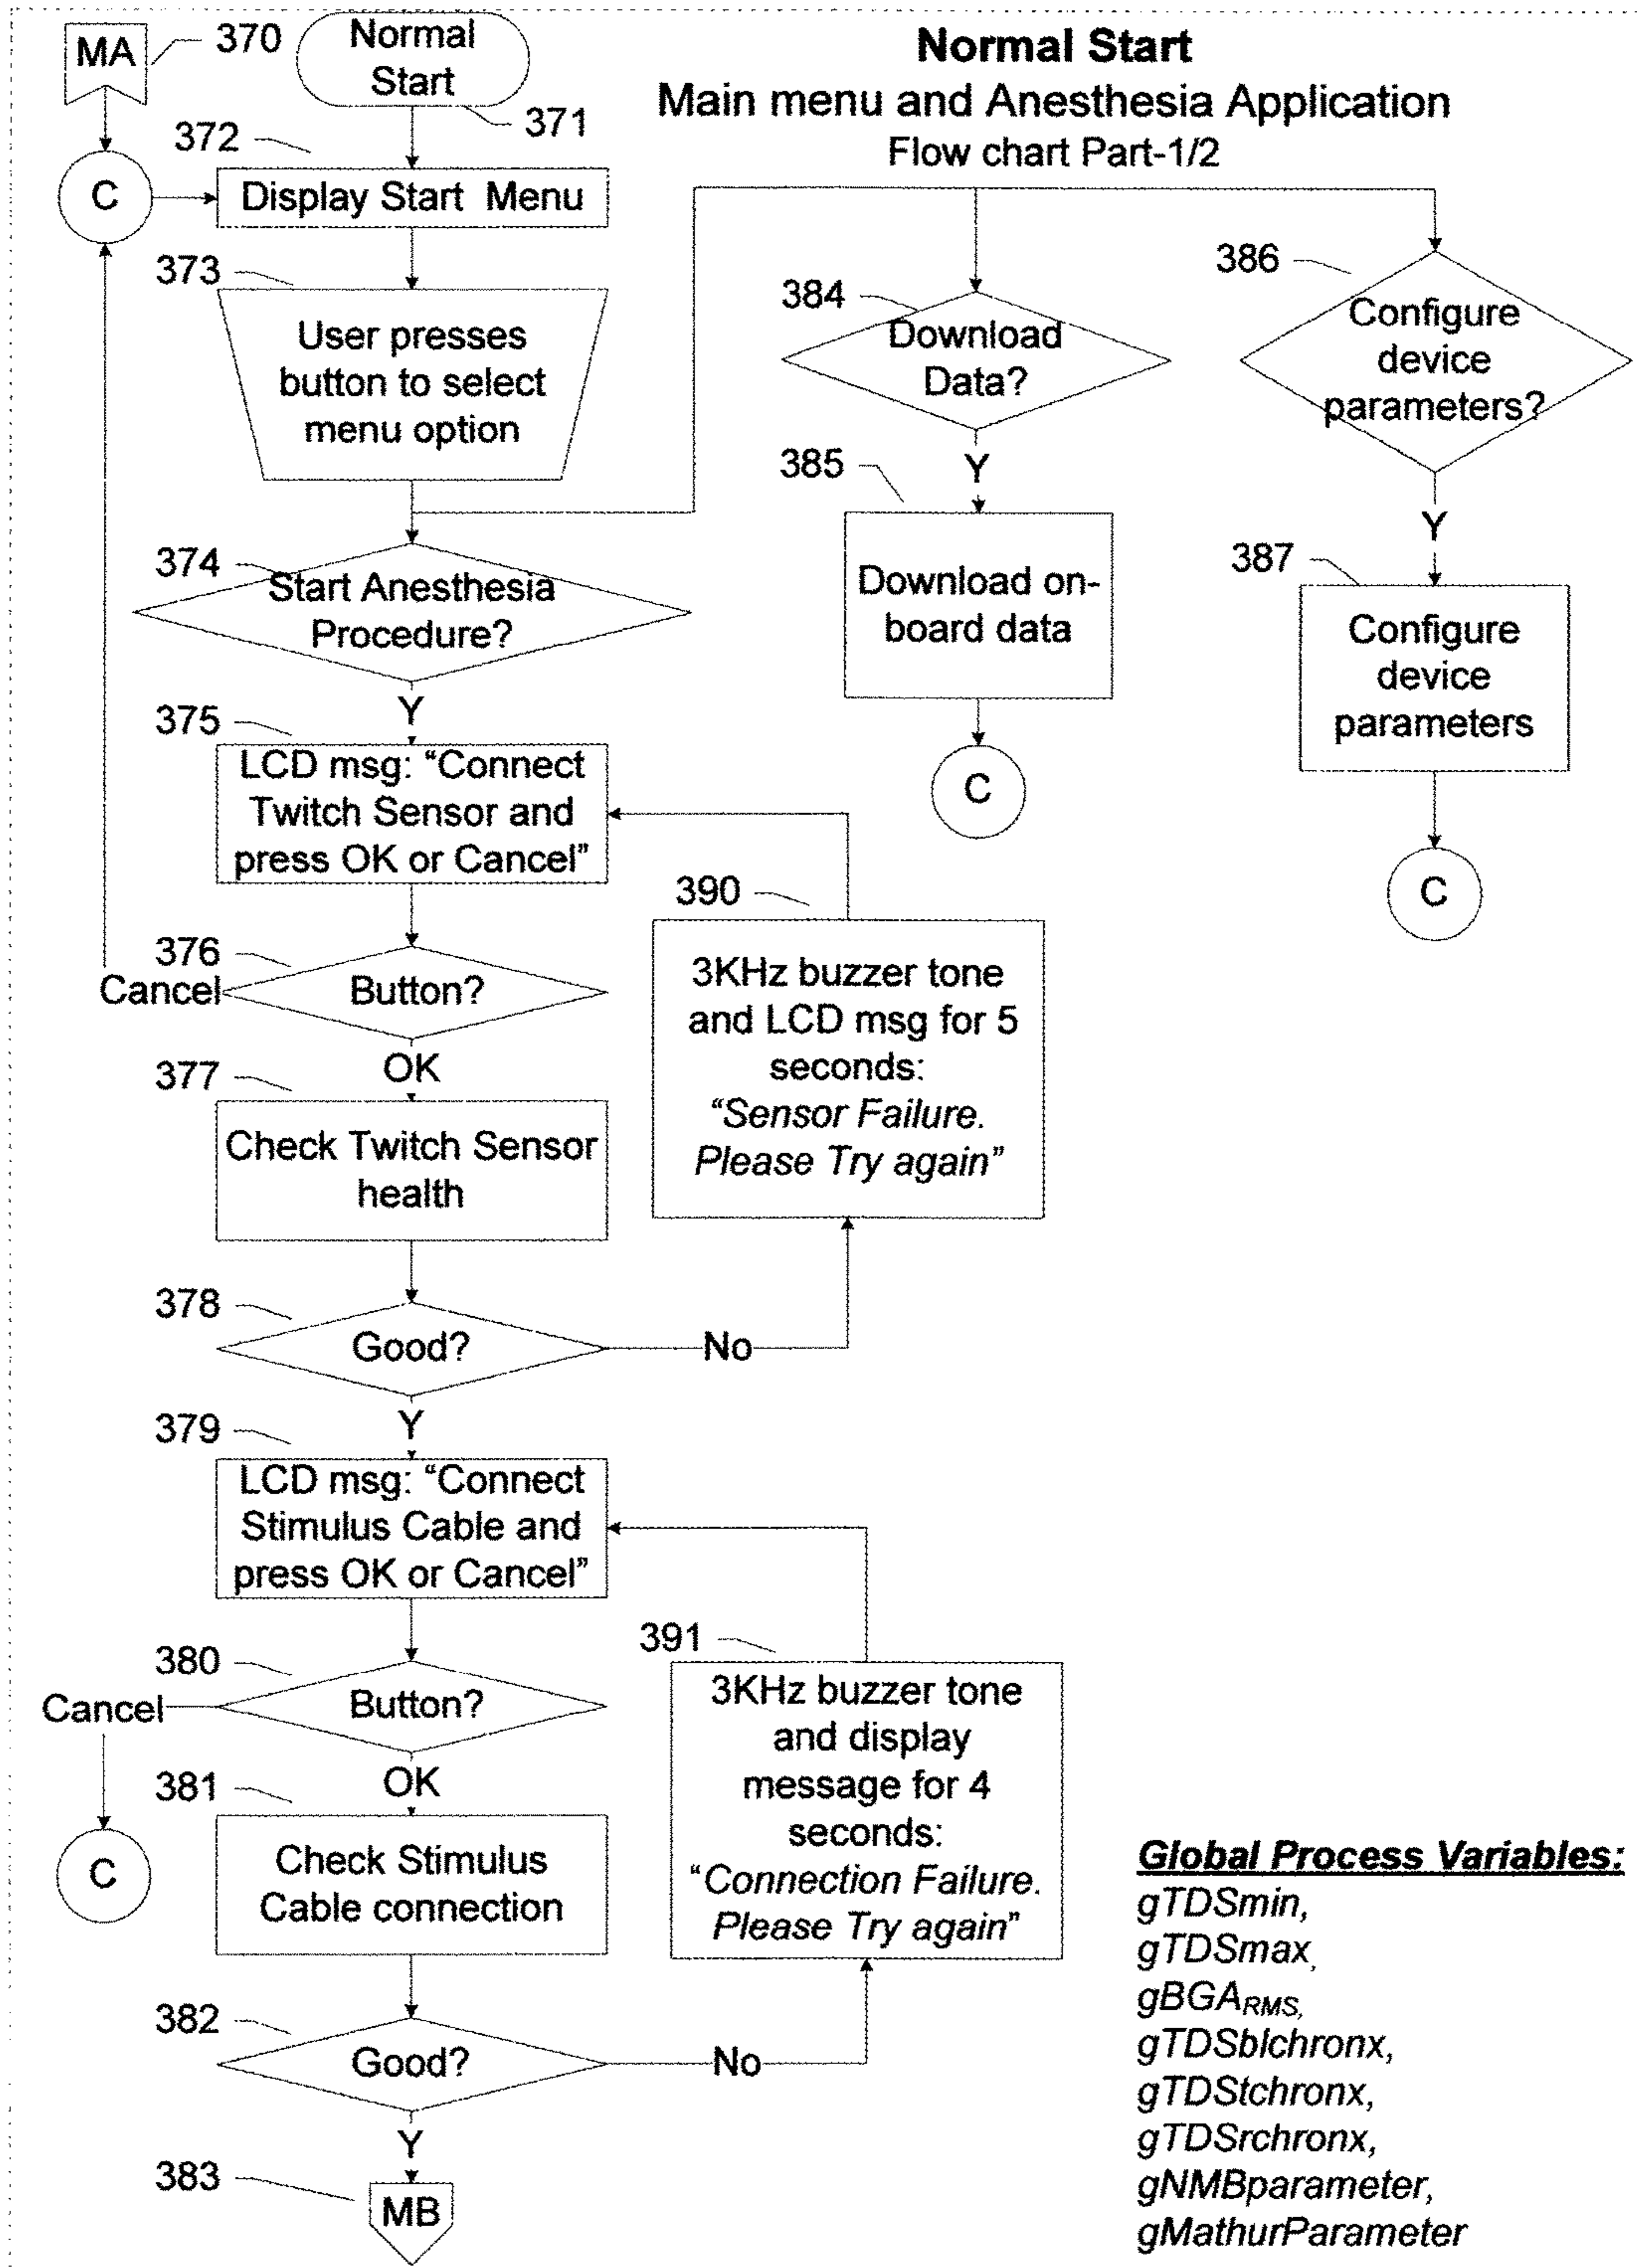 MA
370
Normal
Start
371
Normal Start
Main menu and Anesthesia Application
Flow chart Part-1/2
372
C
Display Start Menu
373
User presses
button to select
menu option
374
Start Anesthesia
Procedure?
Y
375
LCD msg: “Connect
Twitch Sensor and
press OK or Cancel”
376
Cancel
Button?
OK
377
Check Twitch Sensor
health
378
Good?
No
Y
390
3KHz buzzer tone
and LCD msg for 5
seconds:
“Sensor Failure.
Please Try again”
379
LCD msg: “Connect
Stimulus Cable and
press OK or Cancel”
380
Cancel
Button?
C
OK
381
Check Stimulus
Cable connection
382
Good?
No
Y
383
MB
391
3KHz buzzer tone
and display
message for 4
seconds:
“Connection Failure.
Please Try again”
384
Download
Data?
Y
385
Download on-
board data
C
386
Configure
device
parameters?
Y
387
Configure
device
parameters
C
Global Process Variables:
gTDSmin,
gTDSmax,
gBGARMS,
gTDSblchronx,
gTDStchronx,
gTDSrchronx,
gNMBparameter,
gMathurParameter